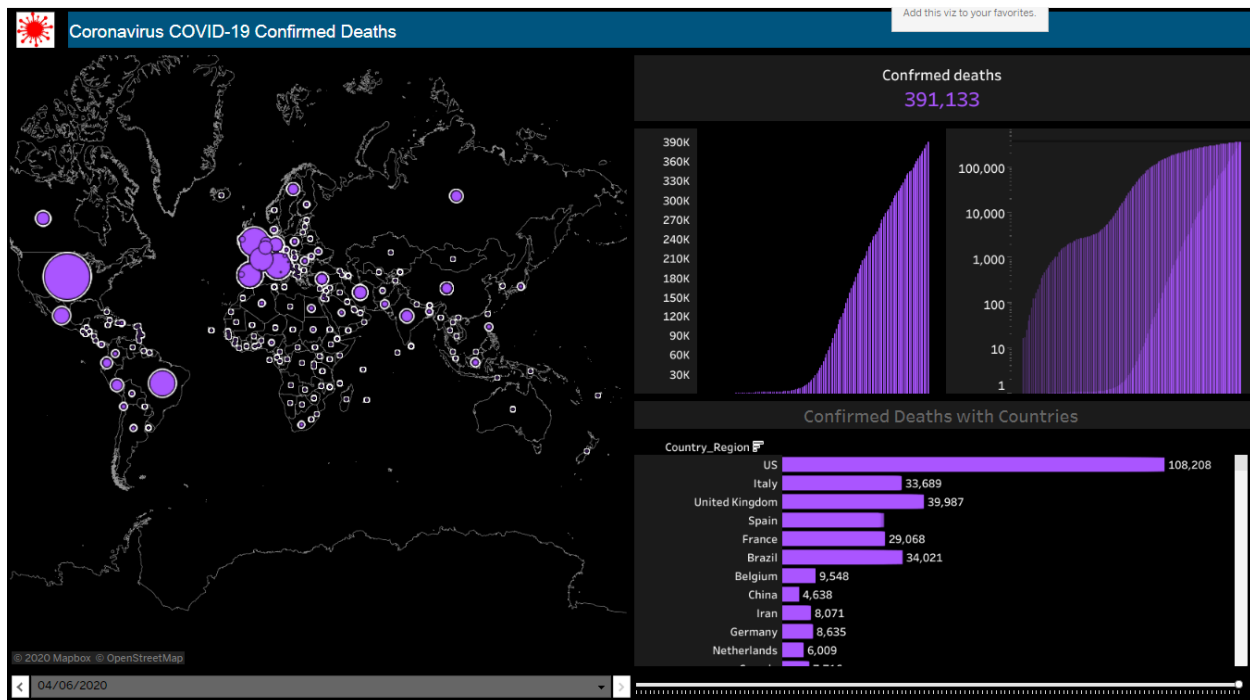 Add this viz to your favorites.
Coronavirus COVID-19 Confirmed Deaths
Confrmed deaths
391,133
390K
360K
330K
300K
270K
240K
210K
180K
150K
120K
90K
60K
30K
100,000
10,000
1,000
100
10
1
Confirmed Deaths with Countries
Country_Region
US 108,208
Italy 33,689
United Kingdom 39,987
Spain
France 29,068
Brazil 34,021
Belgium 9,548
China 4,638
Iran 8,071
Germany 8,635
Netherlands 6,009
© 2020 Mapbox © OpenStreetMap
04/06/2020